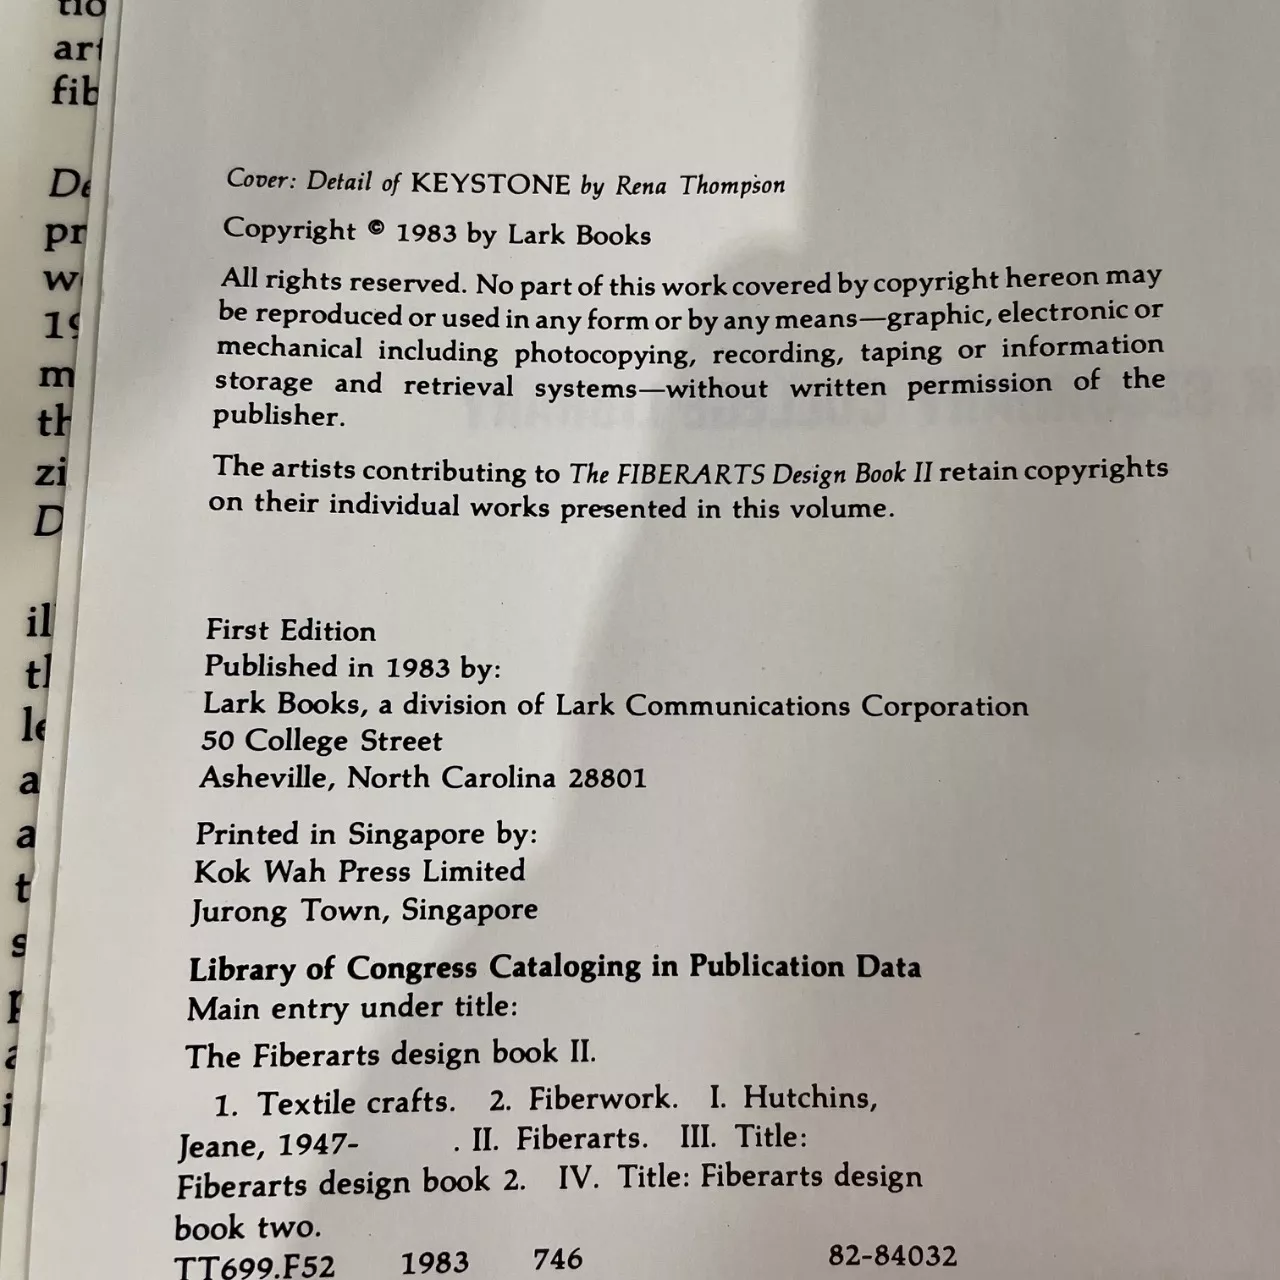 Cover: Detail of KEYSTONE by Rena Thompson
Copyright © 1983 by Lark Books
All rights reserved. No part of this work covered by copyright hereon may
be reproduced or used in any form or by any means—graphic, electronic or
mechanical including photocopying, recording, taping or information
storage and retrieval systems—without written permission of the
publisher.
The artists contributing to The FIBERARTS Design Book II retain copyrights
on their individual works presented in this volume.
First Edition
Published in 1983 by:
Lark Books, a division of Lark Communications Corporation
50 College Street
Asheville, North Carolina 28801
Printed in Singapore by:
Kok Wah Press Limited
Jurong Town, Singapore
Library of Congress Cataloging in Publication Data
Main entry under title:
The Fiberarts design book II.
1. Textile crafts. 2. Fiberwork. I. Hutchins,
Jeane, 1947- . II. Fiberarts. III. Title:
Fiberarts design book 2. IV. Title: Fiberarts design
book two.
TT699.F52 1983 746 82-84032